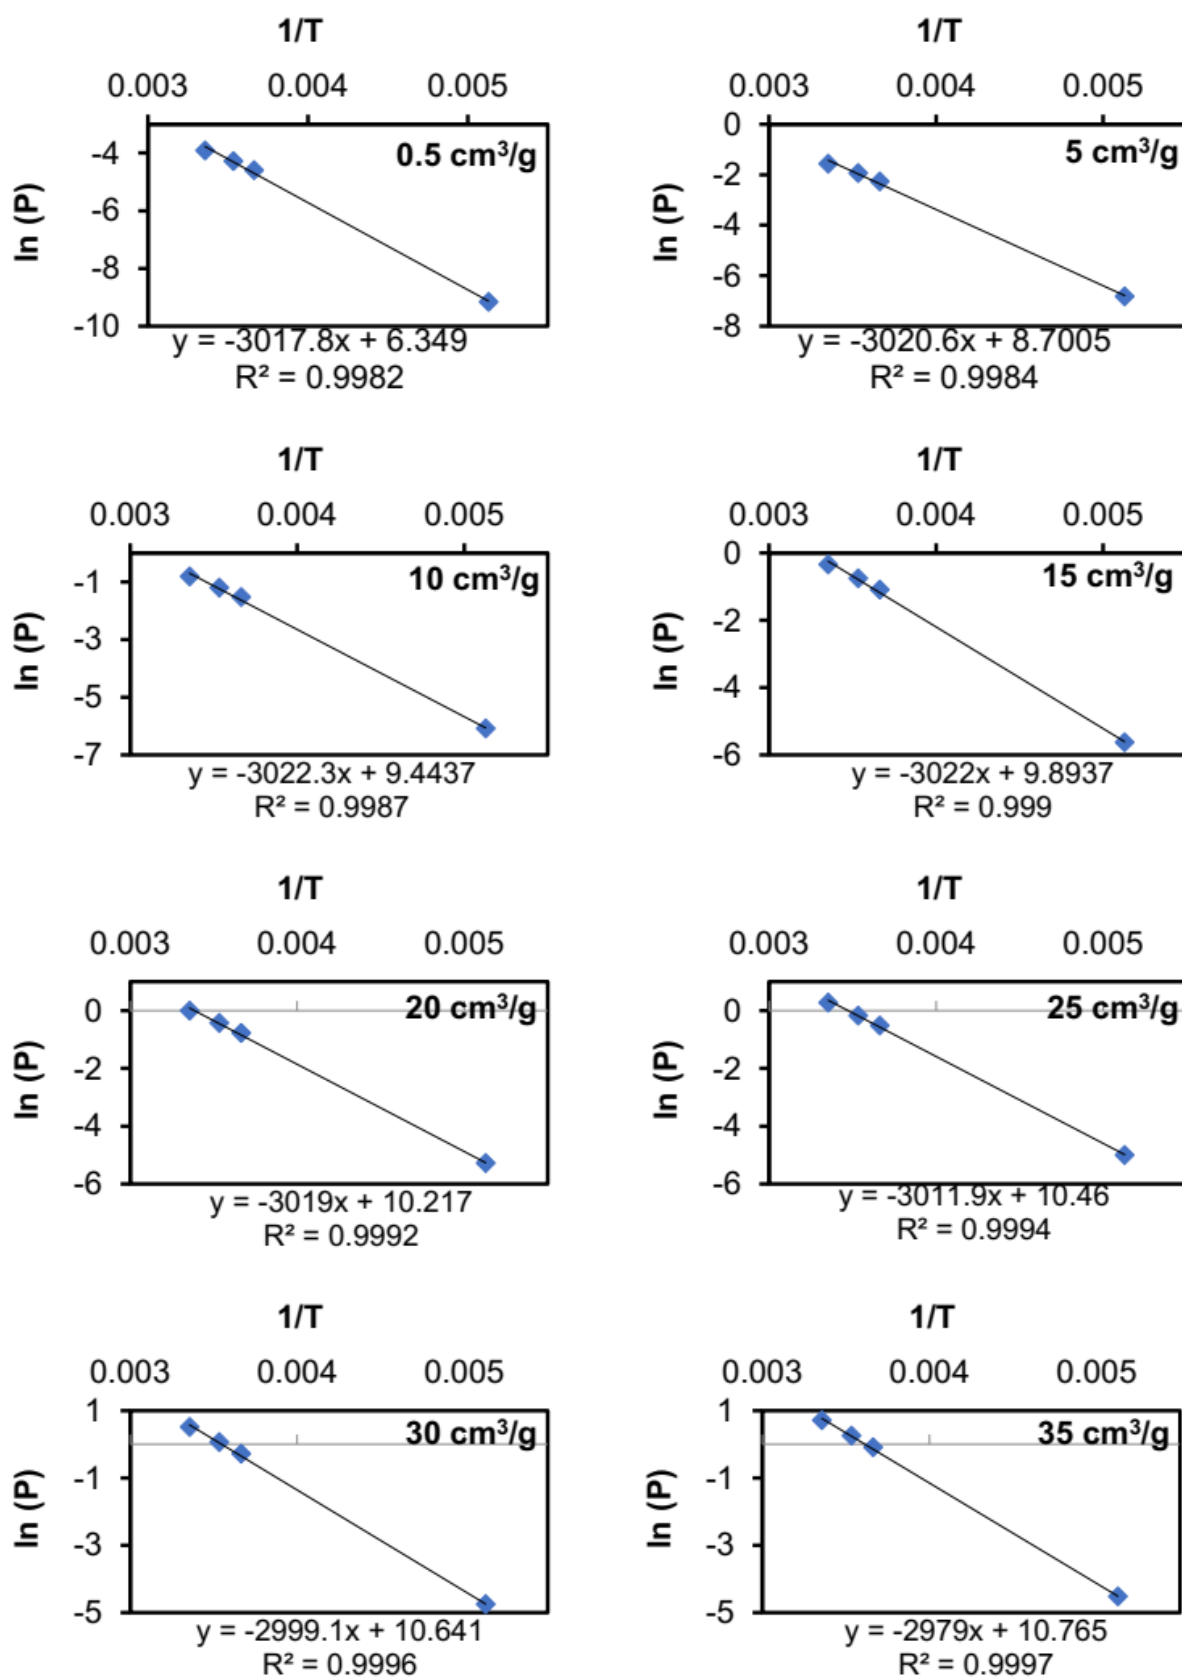 1/T
0.003 0.004 0.005
ln (P)
-4
-6
-8
-10
0.5 cm³/g
y = -3017.8x + 6.349
R² = 0.9982
1/T
0.003 0.004 0.005
ln (P)
0
-2
-4
-6
-8
5 cm³/g
y = -3020.6x + 8.7005
R² = 0.9984
1/T
0.003 0.004 0.005
ln (P)
-1
-3
-5
-7
10 cm³/g
y = -3022.3x + 9.4437
R² = 0.9987
1/T
0.003 0.004 0.005
ln (P)
0
-2
-4
-6
15 cm³/g
y = -3022x + 9.8937
R² = 0.999
1/T
0.003 0.004 0.005
ln (P)
0
-2
-4
-6
20 cm³/g
y = -3019x + 10.217
R² = 0.9992
1/T
0.003 0.004 0.005
ln (P)
0
-2
-4
-6
25 cm³/g
y = -3011.9x + 10.46
R² = 0.9994
1/T
0.003 0.004 0.005
ln (P)
1
-1
-3
-5
30 cm³/g
y = -2999.1x + 10.641
R² = 0.9996
1/T
0.003 0.004 0.005
ln (P)
1
-1
-3
-5
35 cm³/g
y = -2979x + 10.765
R² = 0.9997